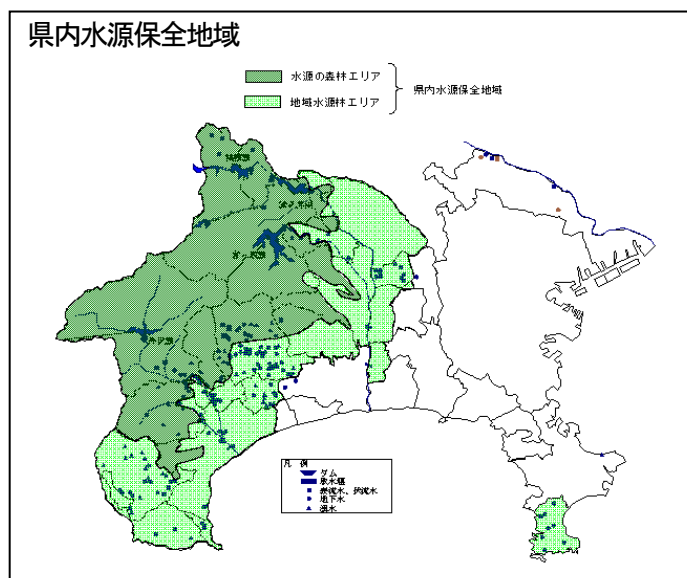 県内水源保全地域
水源の森林エリア
地域水源林エリア
県内水源保全地域
凡 例
ダム
取水堰
表流水、伏流水
地下水
湧水